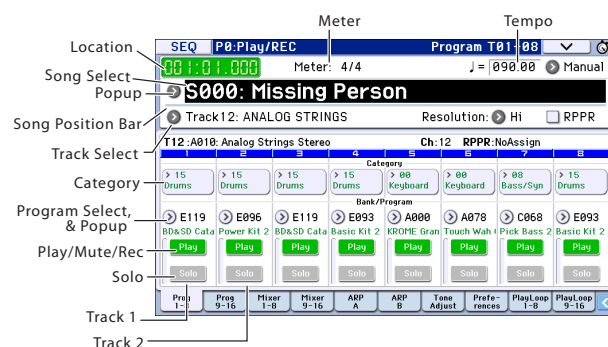 Meter Tempo
Location
SEQ P0:Play/REC Program T01-08
001:01.000 Meter: 4/4 ♩= 090.00 Manual
Song Select
Popup
S000: Missing Person
Song Position Bar
Track12: ANALOG STRINGS Resolution: Hi RPPR
Track Select
T12:A010: Analog Strings Stereo Ch:12 RPPR:NoAssign
1 2 3 4 5 6 7 8
Category
Category
15 Drums 15 Drums 15 Drums 15 Drums 00 Keyboard 00 Keyboard 08 Bass/Syn 15 Drums
Bank/Program
Program Select,
& Popup
E119 E096 E119 E093 A000 A078 C068 E093
BD&SD Cata Power Kit 2 BD&SD Cata Basic Kit 2 KROME Gran Touch Wah Pick Bass 2 Basic Kit 2
Play/Mute/Rec
Play Play Play Play Play Play Play Play
Solo
Solo Solo Solo Solo Solo Solo Solo Solo
Prog 1-8 Prog 9-16 Mixer 1-8 Mixer 9-16 ARP A ARP B Tone Adjust Prefe-rences PlayLoop 1-8 PlayLoop 9-16
Track 1
Track 2